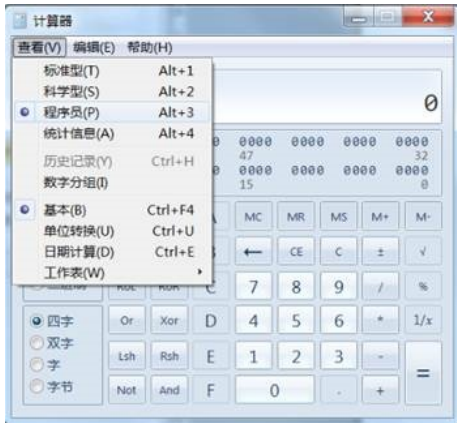 计算器
查看(V) 编辑(E) 帮助(H)
标准型(T) Alt+1
科学型(S) Alt+2
程序员(P) Alt+3
统计信息(A) Alt+4
历史记录(Y) Ctrl+H
数字分组(I)
基本(B) Ctrl+F4
单位转换(U) Ctrl+U
日期计算(D) Ctrl+E
工作表(W)
0
0000 0000 0000 0000
47 32
0000 0000 0000 0000
15 0
MC MR MS M+ M-
← CE C ± √
RoL RoR C 7 8 9 / %
四字 Or Xor D 4 5 6 * 1/x
双字
字 Lsh Rsh E 1 2 3 - =
字节 Not And F 0 . +